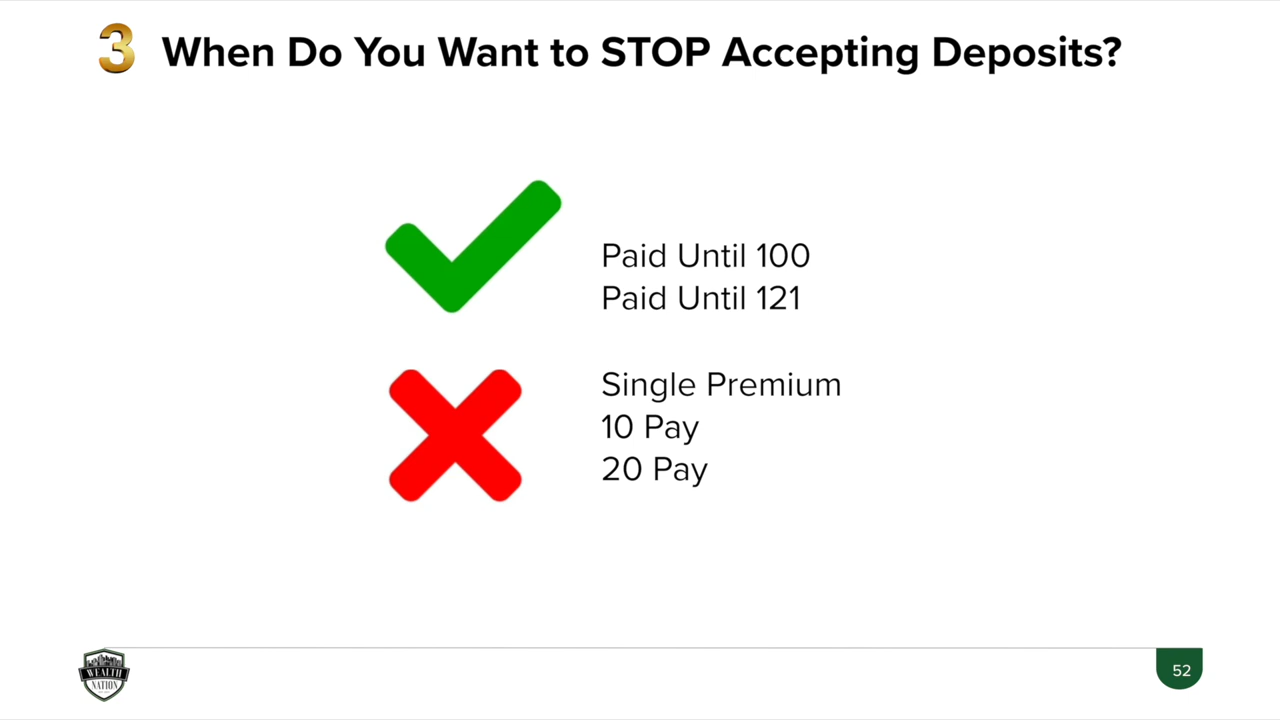 3 When Do You Want to STOP Accepting Deposits?
Paid Until 100
Paid Until 121
Single Premium
10 Pay
20 Pay
WEALTH
NATION
52